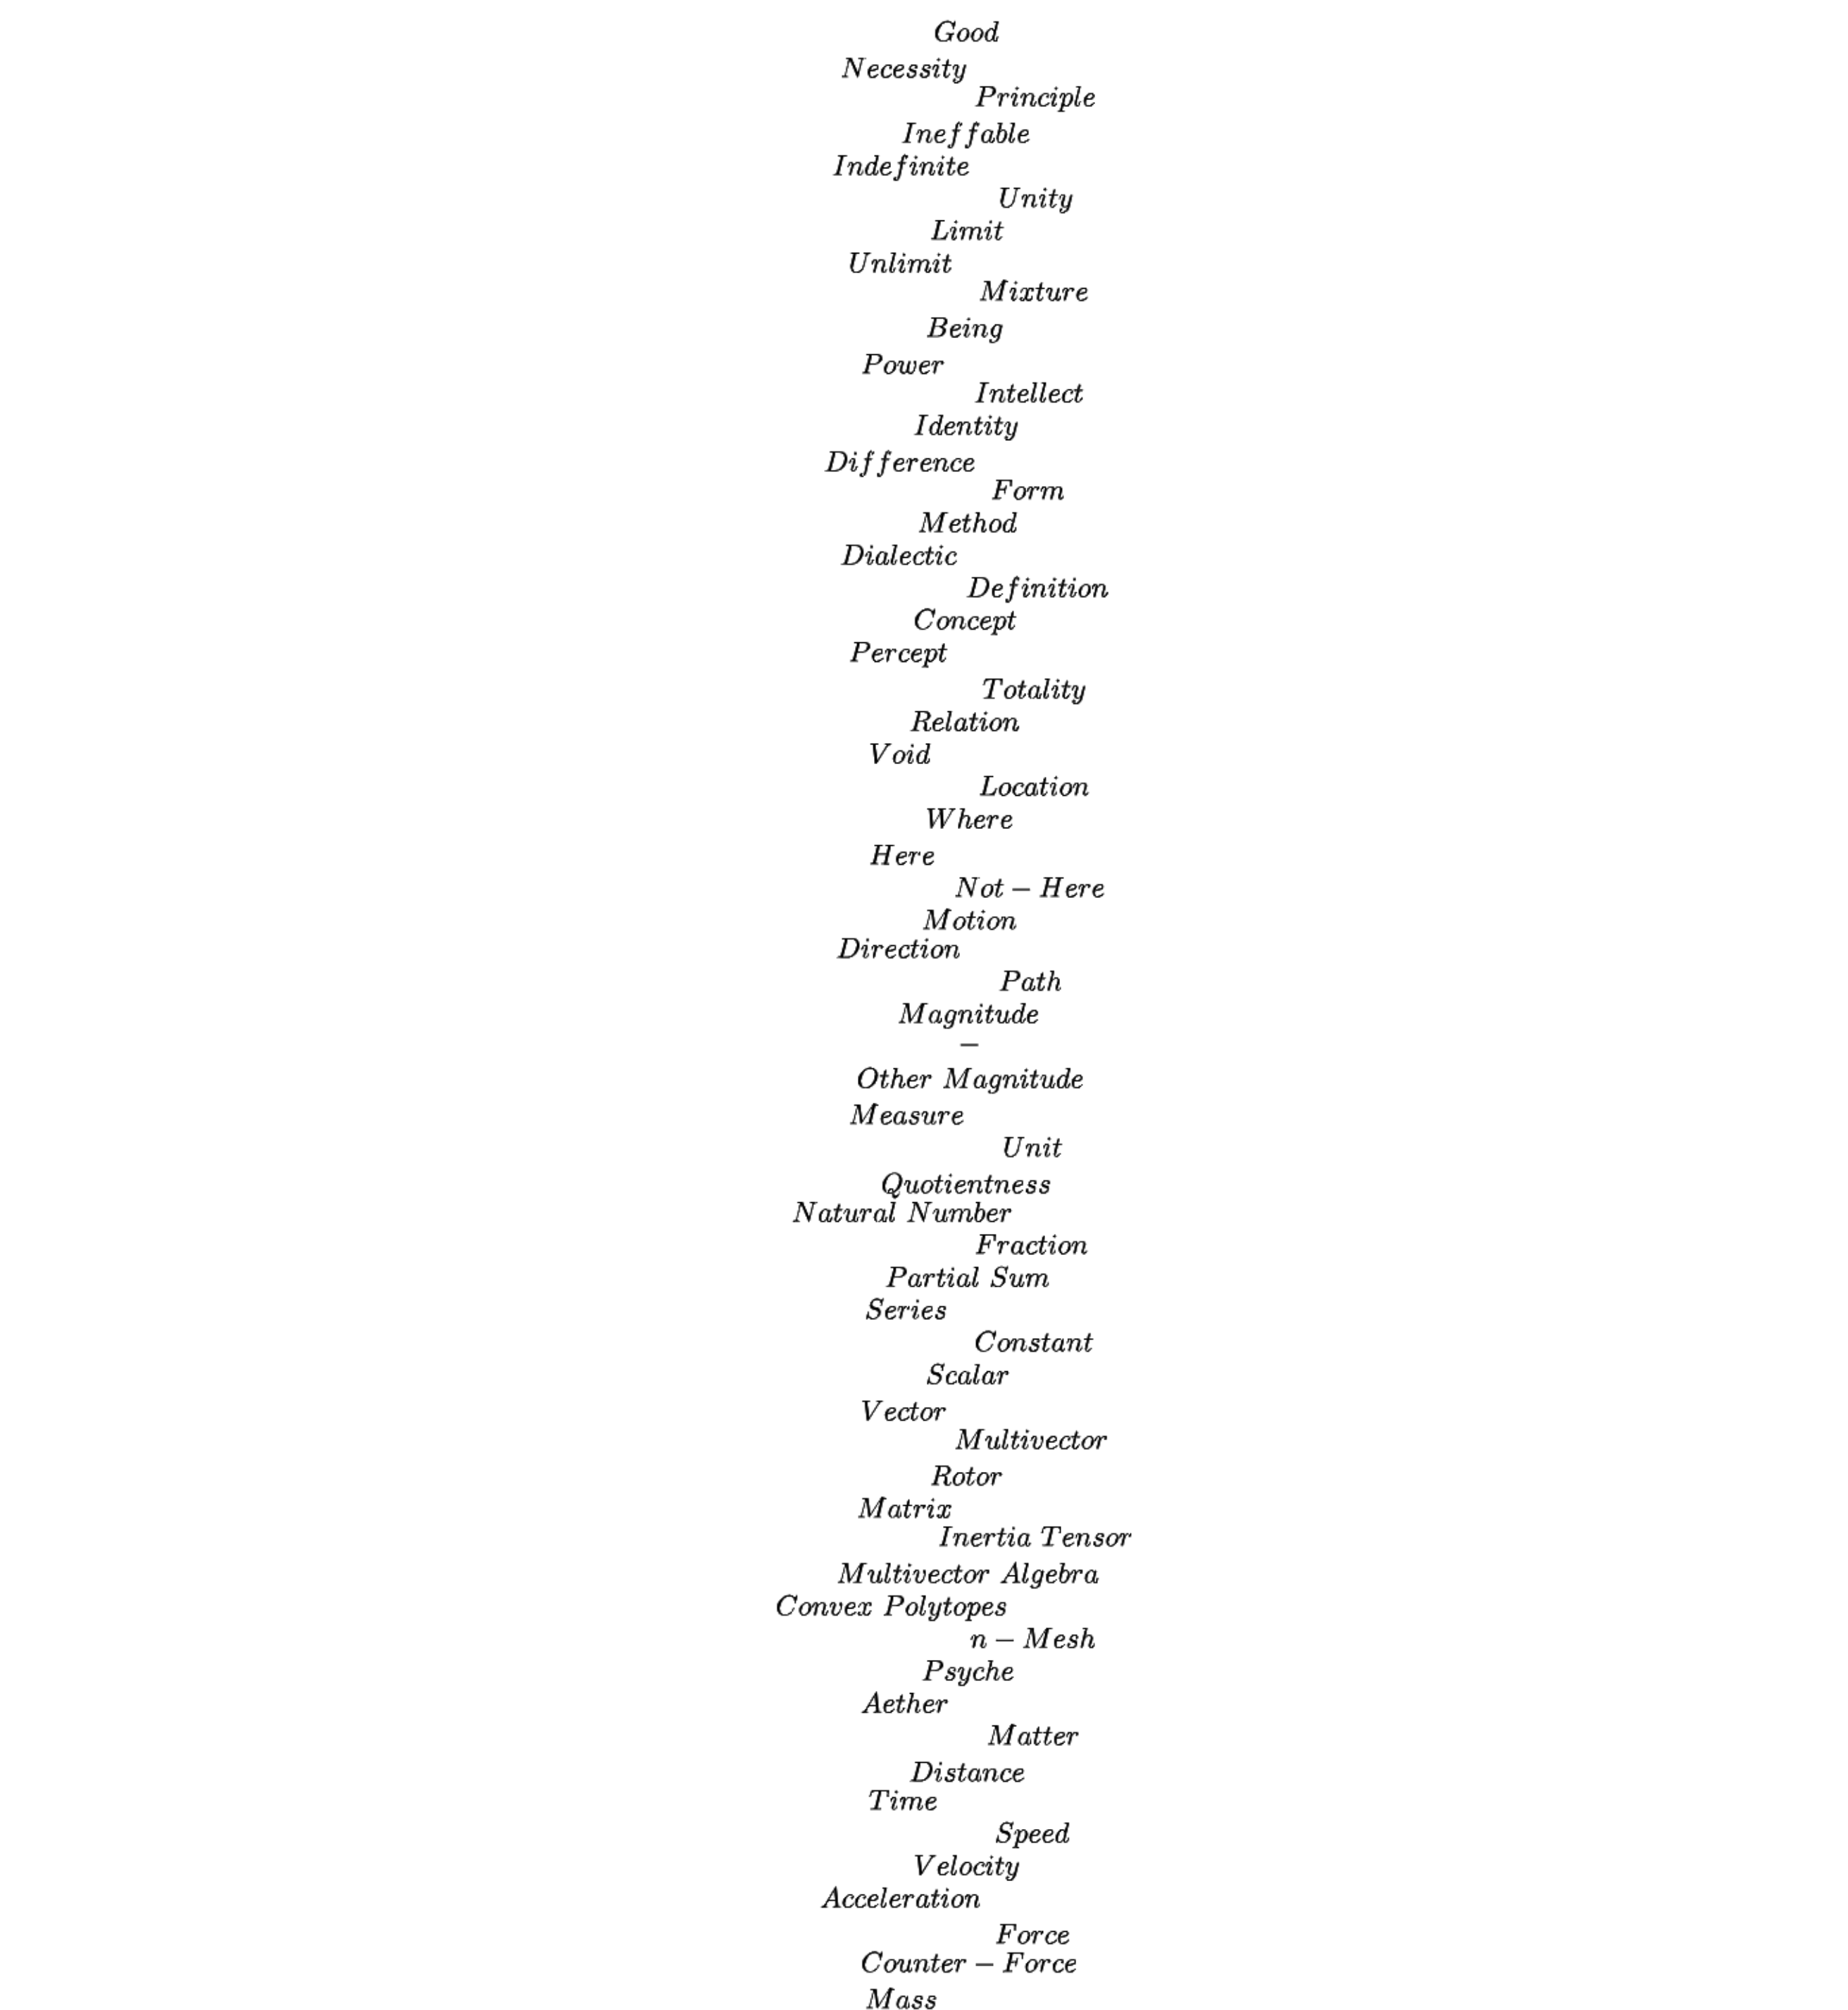 Good
Necessity
Principle
Ineffable
Indefinite
Unity
Limit
Unlimit
Mixture
Being
Power
Intellect
Identity
Difference
Form
Method
Dialectic
Definition
Concept
Percept
Totality
Relation
Void
Location
Where
Here
Not – Here
Motion
Direction
Path
Magnitude
–
Other Magnitude
Measure
Unit
Quotientness
Natural Number
Fraction
Partial Sum
Series
Constant
Scalar
Vector
Multivector
Rotor
Matrix
Inertia Tensor
Multivector Algebra
Convex Polytopes
n – Mesh
Psyche
Aether
Matter
Distance
Time
Speed
Velocity
Acceleration
Force
Counter – Force
Mass